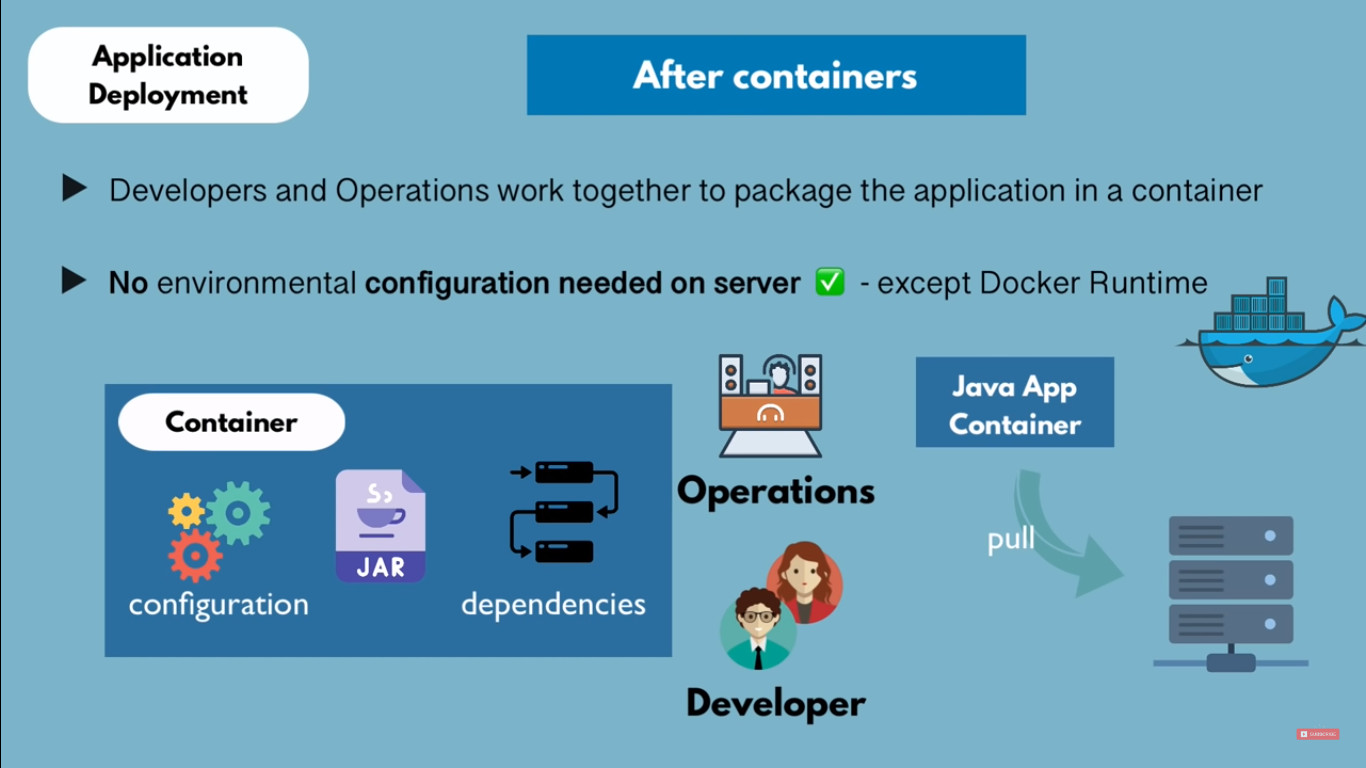 Application
Deployment
After containers
Developers and Operations work together to package the application in a container
No environmental configuration needed on server ✅ - except Docker Runtime
Container
configuration
JAR
dependencies
Operations
Developer
Java App
Container
pull
SUBSCRIBE